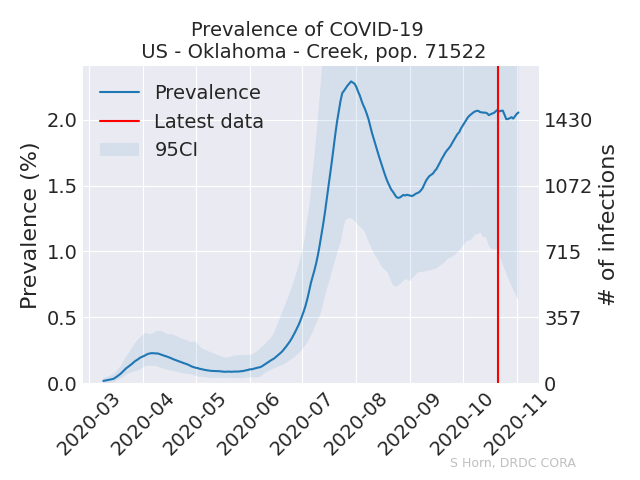 Prevalence of COVID-19
US - Oklahoma - Creek, pop. 71522
Prevalence
Latest data
95CI
Prevalence (%)
2.0
1.5
1.0
0.5
0.0
1430
1072
715
357
0
# of infections
2020-03
2020-04
2020-05
2020-06
2020-07
2020-08
2020-09
2020-10
2020-11
S Horn, DRDC CORA